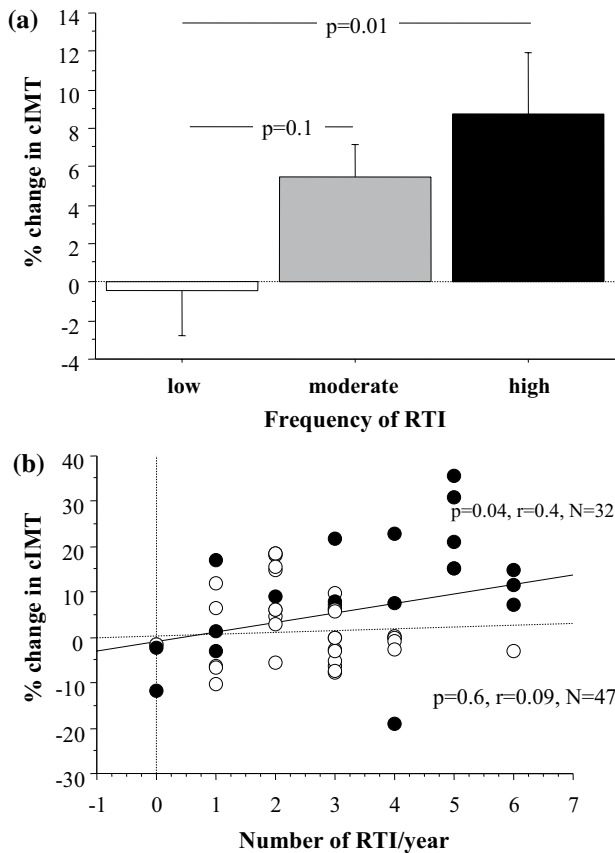 (a)
14
12
10
8
6
4
2
0
-2
-4
% change in cIMT
p=0.01
p=0.1
low moderate high
Frequency of RTI
(b)
40
30
20
10
0
-10
-20
-30
% change in cIMT
p=0.04, r=0.4, N=32
p=0.6, r=0.09, N=47
-1 0 1 2 3 4 5 6 7
Number of RTI/year